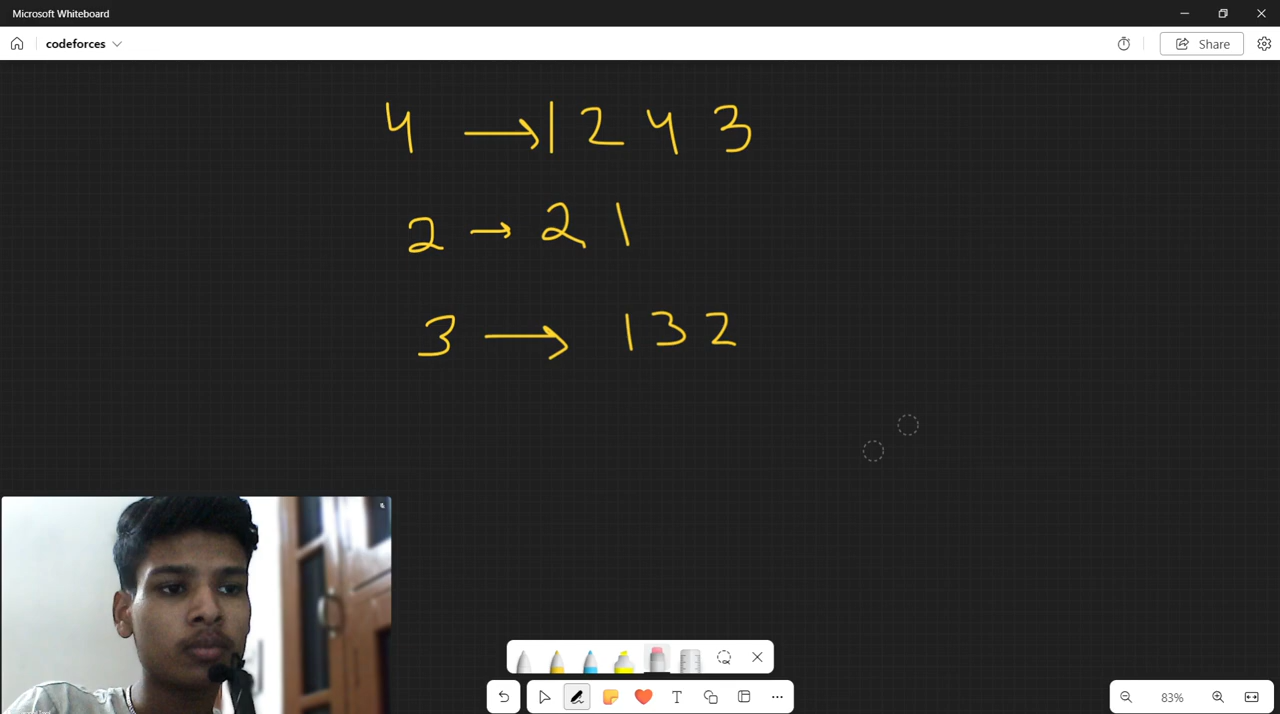 Microsoft Whiteboard
codeforces
Share
4 → 1 2 4 3
2 → 2 1
3 → 1 3 2
83%